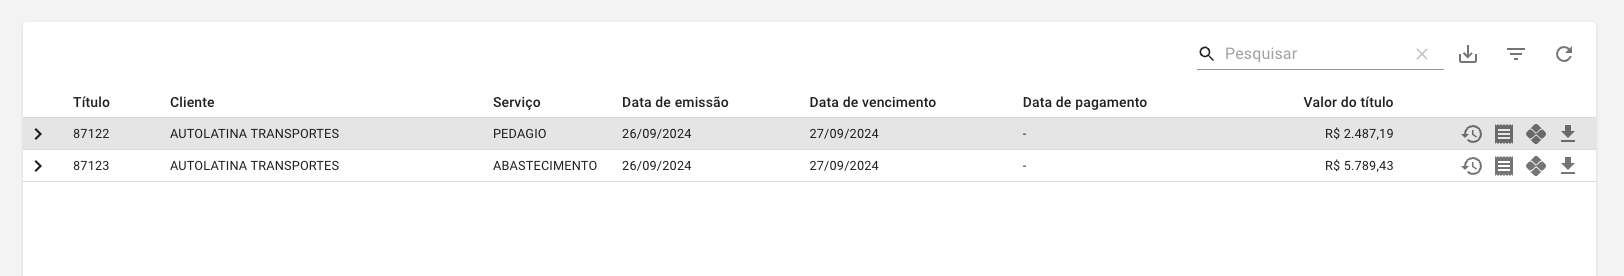 Pesquisar
Título Cliente Serviço Data de emissão Data de vencimento Data de pagamento Valor do título
87122 AUTOLATINA TRANSPORTES PEDAGIO 26/09/2024 27/09/2024 - R$ 2.487,19
87123 AUTOLATINA TRANSPORTES ABASTECIMENTO 26/09/2024 27/09/2024 - R$ 5.789,43